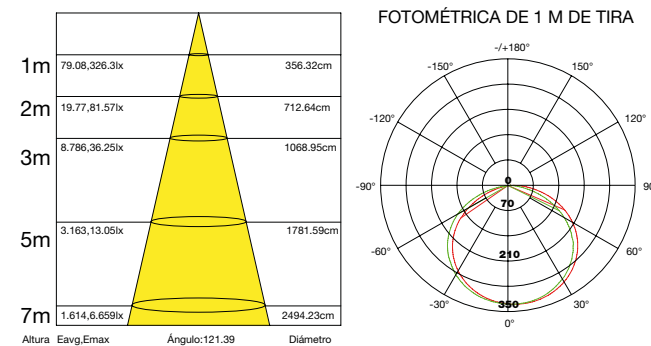 FOTOMÉTRICA DE 1 M DE TIRA
1m 79.08,326.3lx 356.32cm
2m 19.77,81.57lx 712.64cm
3m 8.786,36.25lx 1068.95cm
5m 3.163,13.05lx 1781.59cm
7m 1.614,6.659lx 2494.23cm
Altura Eavg,Emax Ángulo:121.39 Diámetro
-/+180°
-150° 150°
-120° 120°
-90° 90
0
70
-60° 60°
210
-30° 350 30°
0°